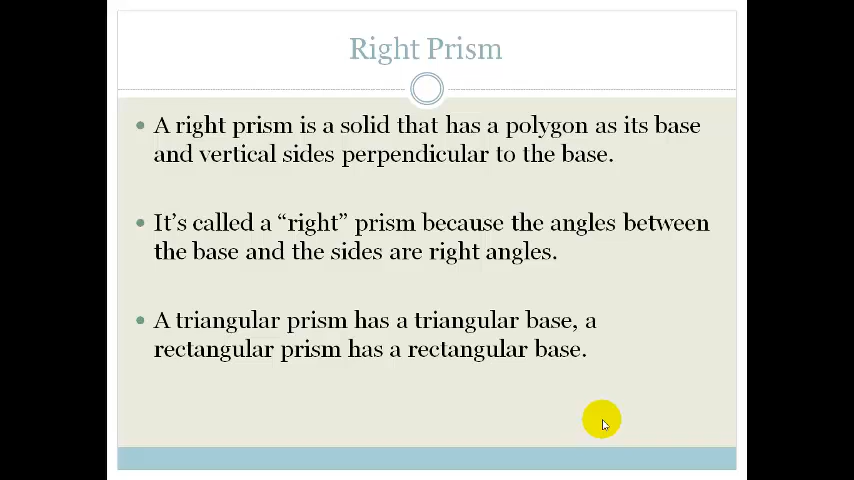 Right Prism
• A right prism is a solid that has a polygon as its base
and vertical sides perpendicular to the base.
• It’s called a “right” prism because the angles between
the base and the sides are right angles.
• A triangular prism has a triangular base, a
rectangular prism has a rectangular base.